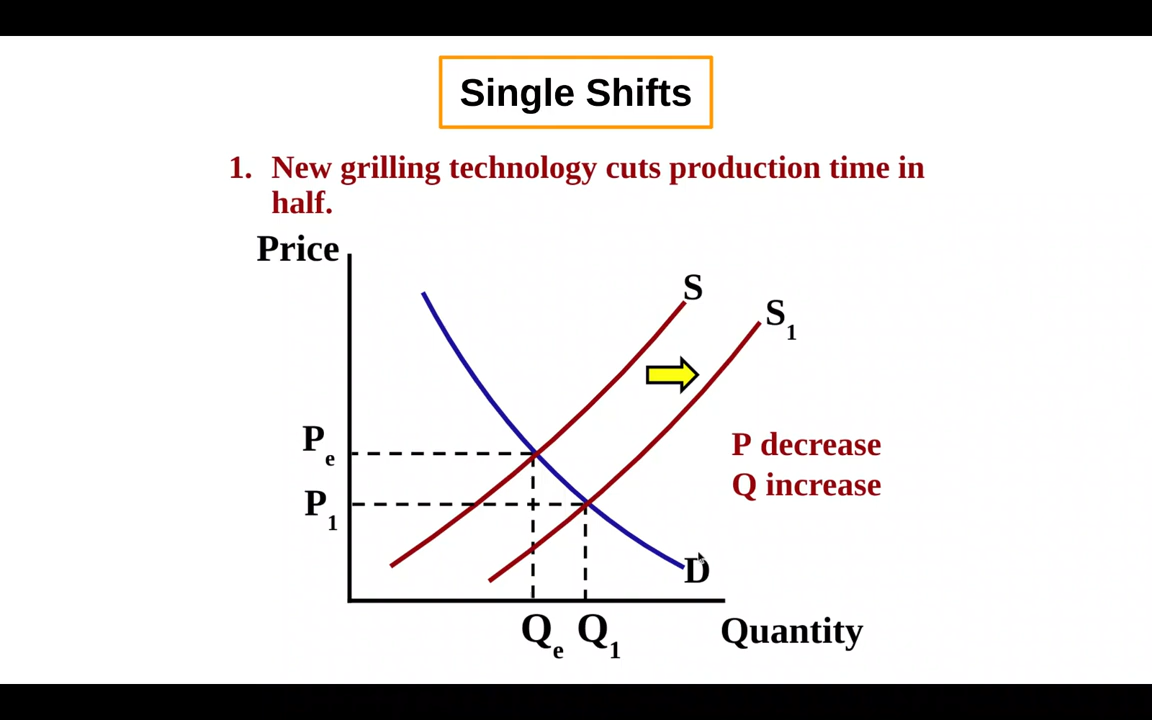 Single Shifts
1. New grilling technology cuts production time in
half.
Price
S
S1
Pe
P decrease
Q increase
P1
D
Qe Q1
Quantity